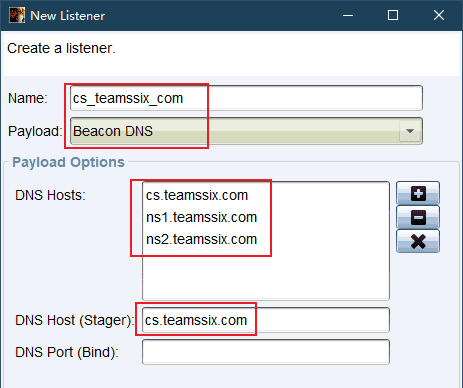 New Listener
Create a listener.
Name: cs_teamssix_com
Payload: Beacon DNS
Payload Options
DNS Hosts: cs.teamssix.com
ns1.teamssix.com
ns2.teamssix.com
DNS Host (Stager): cs.teamssix.com
DNS Port (Bind):